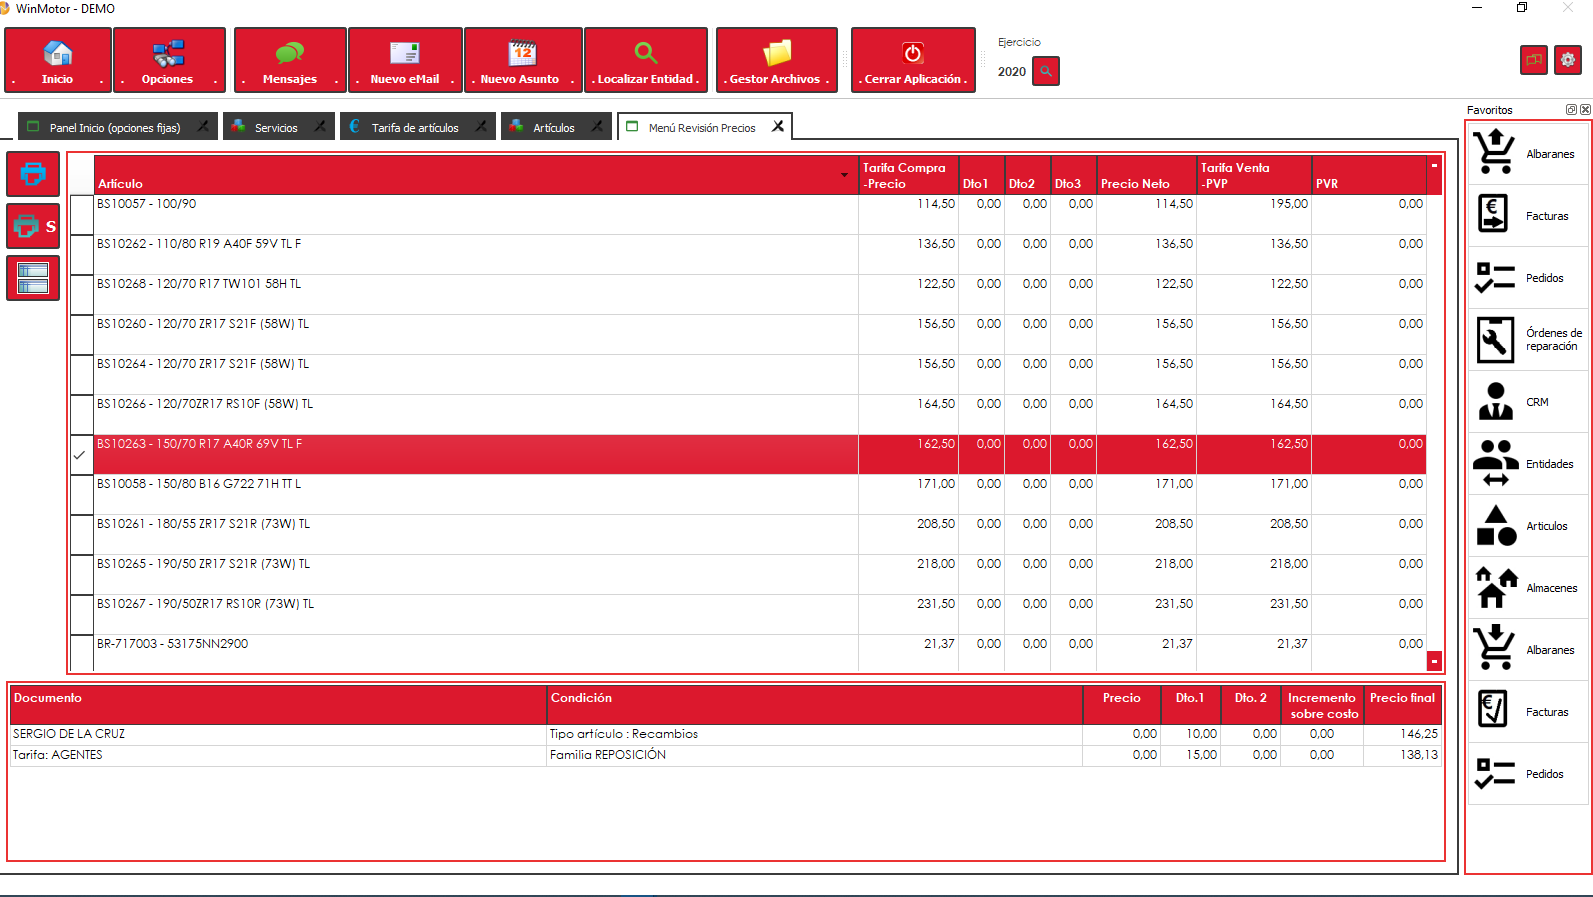 WinMotor - DEMO
. Inicio .
. Opciones .
. Mensajes .
. Nuevo eMail .
12
. Nuevo Asunto .
. Localizar Entidad .
. Gestor Archivos .
. Cerrar Aplicación .
Ejercicio
2020
Panel Inicio (opciones fijas)
Servicios
€ Tarifa de artículos
Artículos
Menú Revisión Precios
Favoritos
S
Artículo
Tarifa Compra -Precio
Dto1
Dto2
Dto3
Precio Neto
Tarifa Venta -PVP
PVR
BS10057 - 100/90 114,50 0,00 0,00 0,00 114,50 195,00 0,00
BS10262 - 110/80 R19 A40F 59V TL F 136,50 0,00 0,00 0,00 136,50 136,50 0,00
BS10268 - 120/70 R17 TW101 58H TL 122,50 0,00 0,00 0,00 122,50 122,50 0,00
BS10260 - 120/70 ZR17 S21F (58W) TL 156,50 0,00 0,00 0,00 156,50 156,50 0,00
BS10264 - 120/70 ZR17 S21F (58W) TL 156,50 0,00 0,00 0,00 156,50 156,50 0,00
BS10266 - 120/70ZR17 RS10F (58W) TL 164,50 0,00 0,00 0,00 164,50 164,50 0,00
BS10263 - 150/70 R17 A40R 69V TL F 162,50 0,00 0,00 0,00 162,50 162,50 0,00
BS10058 - 150/80 B16 G722 71H TT L 171,00 0,00 0,00 0,00 171,00 171,00 0,00
BS10261 - 180/55 ZR17 S21R (73W) TL 208,50 0,00 0,00 0,00 208,50 208,50 0,00
BS10265 - 190/50 ZR17 S21R (73W) TL 218,00 0,00 0,00 0,00 218,00 218,00 0,00
BS10267 - 190/50ZR17 RS10R (73W) TL 231,50 0,00 0,00 0,00 231,50 231,50 0,00
BR-717003 - 53175NN2900 21,37 0,00 0,00 0,00 21,37 21,37 0,00
Documento
Condición
Precio
Dto.1
Dto. 2
Incremento sobre costo
Precio final
SERGIO DE LA CRUZ Tipo artículo : Recambios 0,00 10,00 0,00 0,00 146,25
Tarifa: AGENTES Familia REPOSICIÓN 0,00 15,00 0,00 0,00 138,13
Albaranes
€ Facturas
Pedidos
Órdenes de
reparación
CRM
Entidades
Articulos
Almacenes
Albaranes
€ Facturas
Pedidos